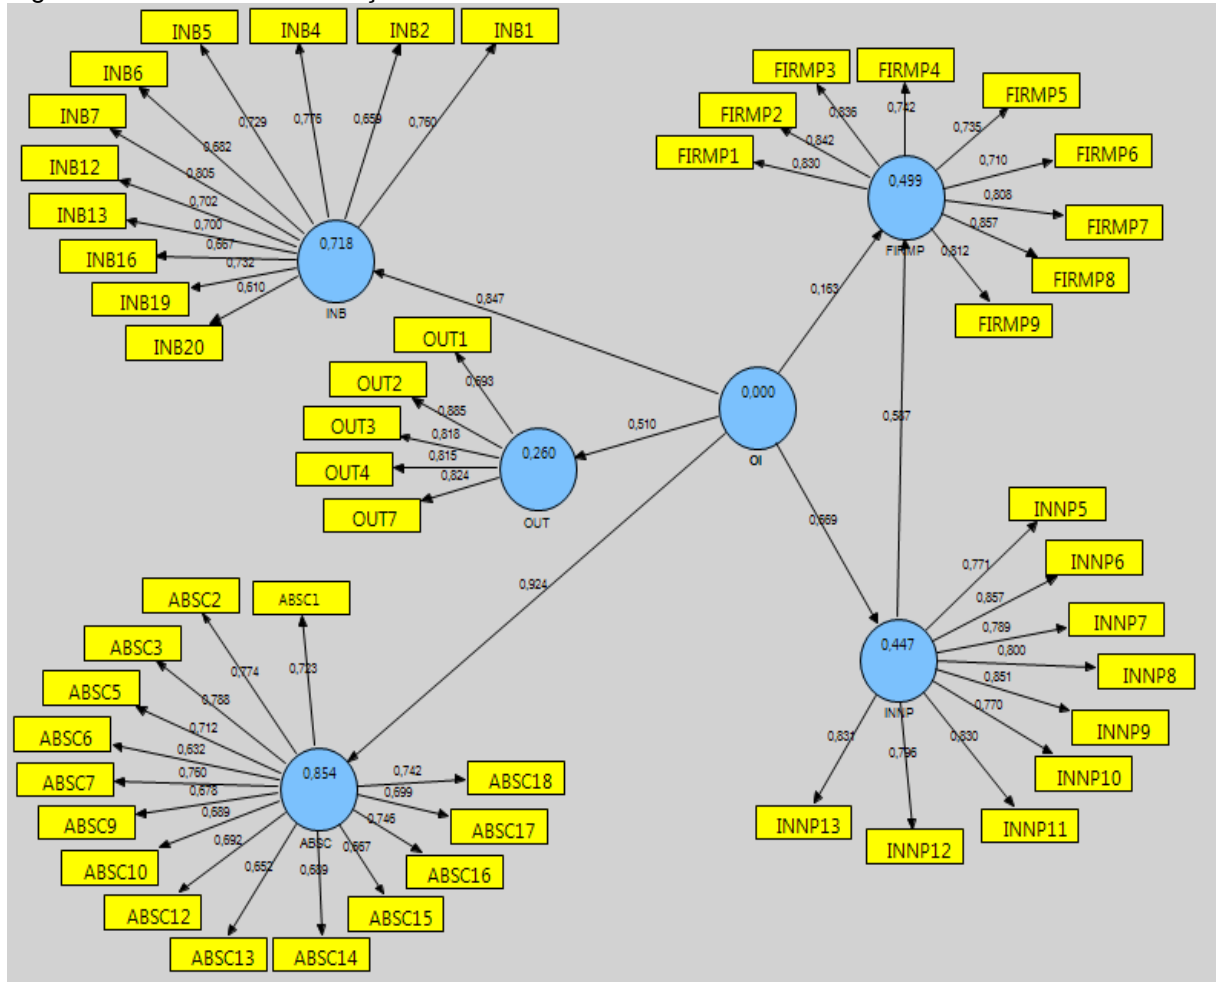 INB5
INB4
INB2
INB1
INB6
INB7
INB12
INB13
INB16
INB19
INB20
0,729
0,776
0,659
0,760
0,682
0,805
0,702
0,700
0,667
0,732
0,610
0,718
INB
FIRMP3
FIRMP4
FIRMP5
FIRMP2
FIRMP1
FIRMP6
FIRMP7
FIRMP8
FIRMP9
0,836
0,742
0,735
0,842
0,830
0,710
0,808
0,857
0,812
0,499
FIRMP
0,847
0,163
0,587
OUT1
OUT2
OUT3
OUT4
OUT7
0,693
0,885
0,818
0,815
0,824
0,260
OUT
0,510
0,000
OI
0,924
0,669
ABSC2
ABSC1
ABSC3
ABSC5
ABSC6
ABSC7
ABSC9
ABSC10
ABSC12
ABSC13
ABSC14
ABSC15
ABSC16
ABSC17
ABSC18
0,774
0,723
0,788
0,712
0,632
0,760
0,678
0,689
0,692
0,652
0,667
0,746
0,699
0,742
0,854
ABSC
INNP5
INNP6
INNP7
INNP8
INNP9
INNP10
INNP11
INNP12
INNP13
0,771
0,857
0,789
0,800
0,851
0,770
0,830
0,796
0,831
0,447
INNP